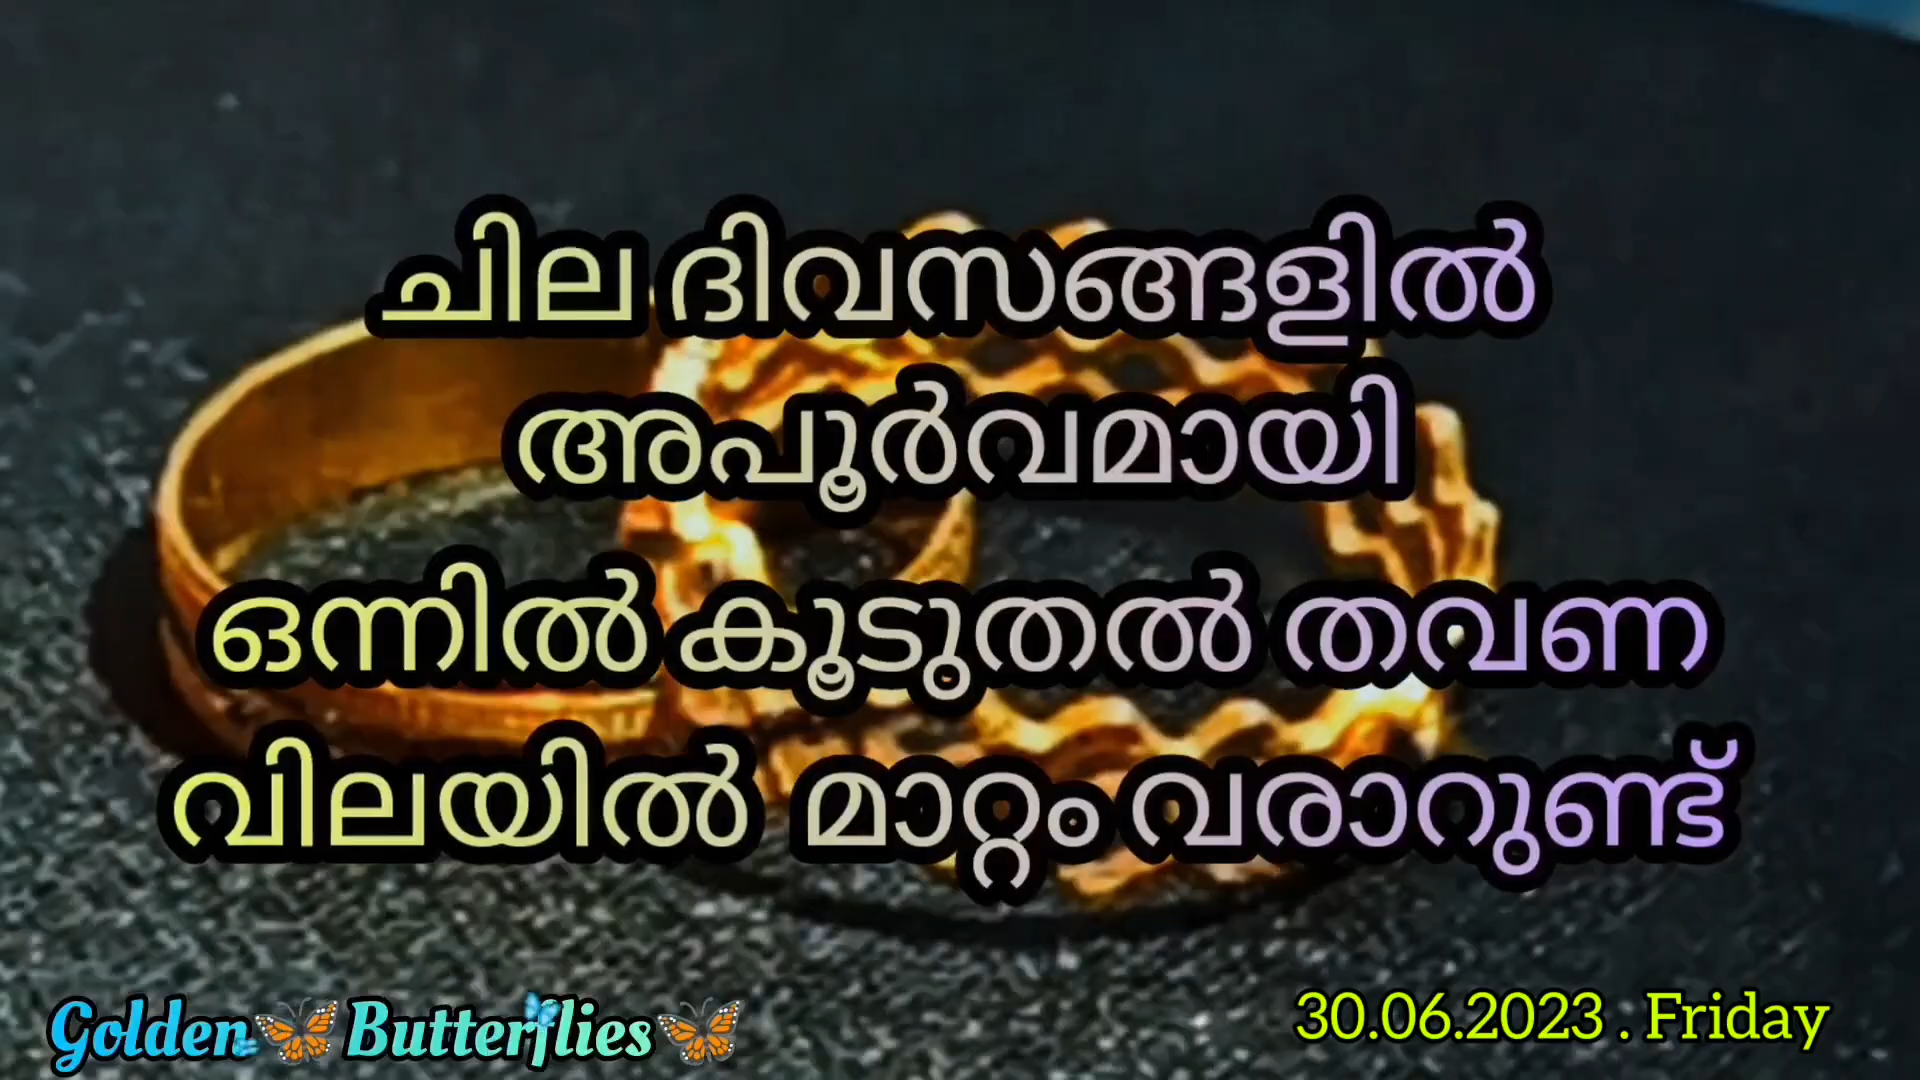 ചില ദിവസങ്ങളിൽ
അപൂർവമായി
ഒന്നിൽ കൂടുതൽ തവണ
വിലയിൽ മാറ്റം വരാറുണ്ട്
Golden🦋Butterflies🦋
30.06.2023 . Friday